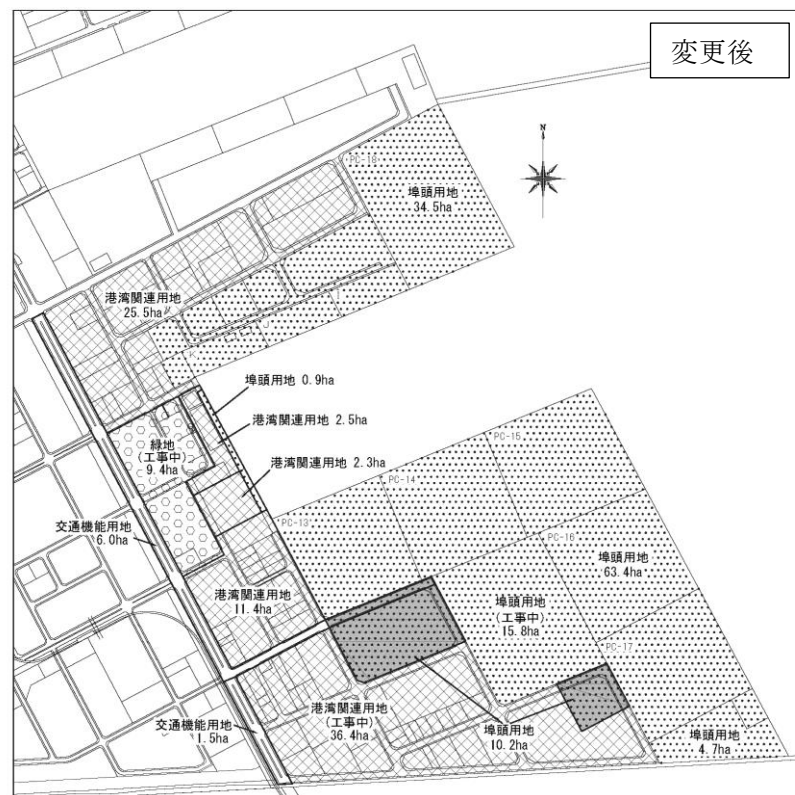 変更後
N
PC-18
埠頭用地
34.5ha
港湾関連用地
25.5ha
I
J
K
埠頭用地 0.9ha
港湾関連用地 2.5ha
緑地
(工事中)
9.4ha
港湾関連用地 2.3ha
PC-15
PC-14
PC-13
交通機能用地
6.0ha
PC-16
埠頭用地
63.4ha
港湾関連用地
11.4ha
埠頭用地
(工事中)
15.8ha
PC-17
港湾関連用地
(工事中)
36.4ha
交通機能用地
1.5ha
埠頭用地
10.2ha
埠頭用地
4.7ha